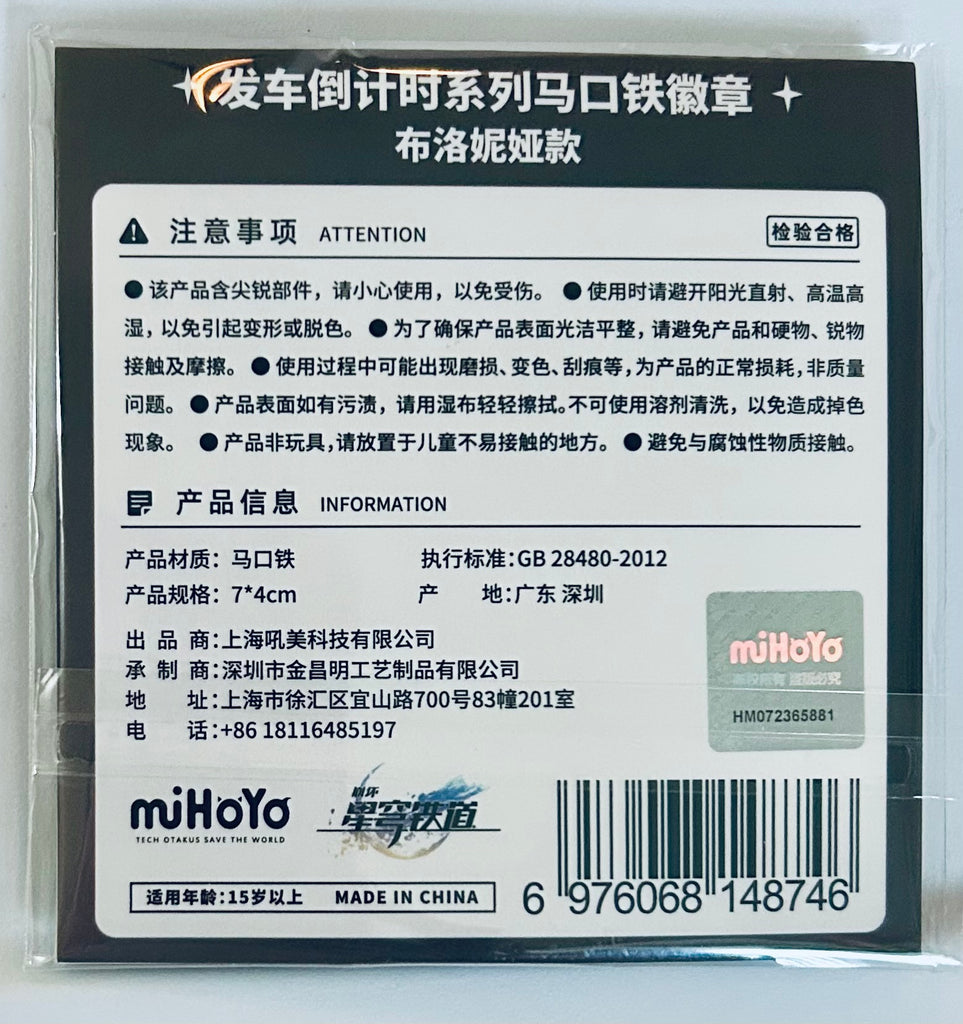 发车倒计时系列马口铁徽章
布洛妮娅款
注意事项 ATTENTION
检验合格
● 该产品含尖锐部件，请小心使用，以免受�。 ● 使用时请避开阳光直射、高温高
湿，以免引起变形或脱色。 ● 为了确保产品表面光洁平整，请避免产品和硬物、锐物
接触及摩擦。 ● 使用过程中可能出现磨损、变色、刮痕等，为产品的正常损耗，非质量
问题。 ● 产品表面如有污渍，请用湿布轻轻擦拭。不可使用溶剂清洗，以免造成掉色
现象。 ● 产品非玩具，请放置于儿童不易接触的地方。 ● 避免与腐蚀性物质接触。
产品信息 INFORMATION
产品材质：马口铁 执行标准：GB 28480-2012
产品规格：7*4cm 产 地：广东 深圳
出 品 商：上海吼美科技有限公司
承 制 商：深圳市金昌明工艺制品有限公司
地 址：上海市徐汇区宜山路700号83幢201室
电 话：+86 18116485197
miHoYo
版权所有 盗版必究
HM072365881
miHoYo
TECH OTAKUS SAVE THE WORLD
崩坏
星穹铁道
适用年龄：15岁以上 MADE IN CHINA
6 976068 148746